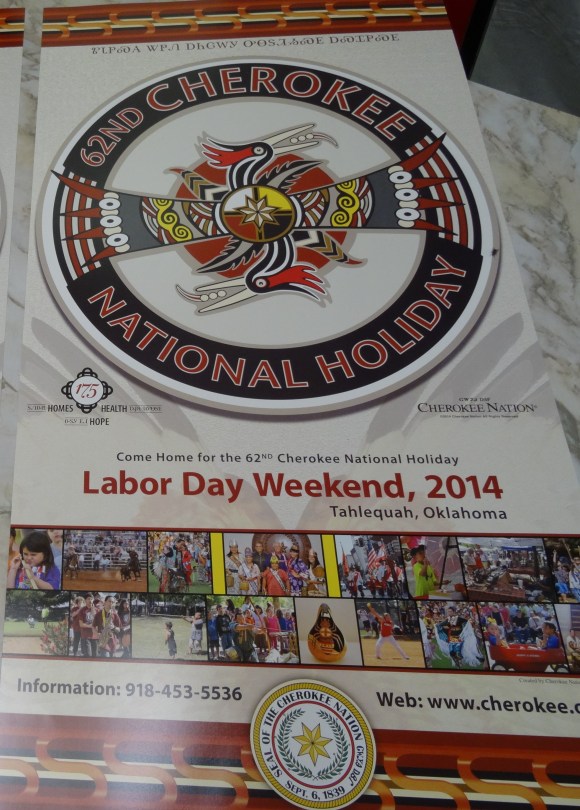 62ND CHEROKEE
NATIONAL HOLIDAY
175
HOMES HEALTH
HOPE
CHEROKEE NATION
Come Home for the 62ND Cherokee National Holiday
Labor Day Weekend, 2014
Tahlequah, Oklahoma
Information: 918-453-5536
Web: www.cherokee.o
SEAL OF THE CHEROKEE NATION
SEPT. 6, 1839